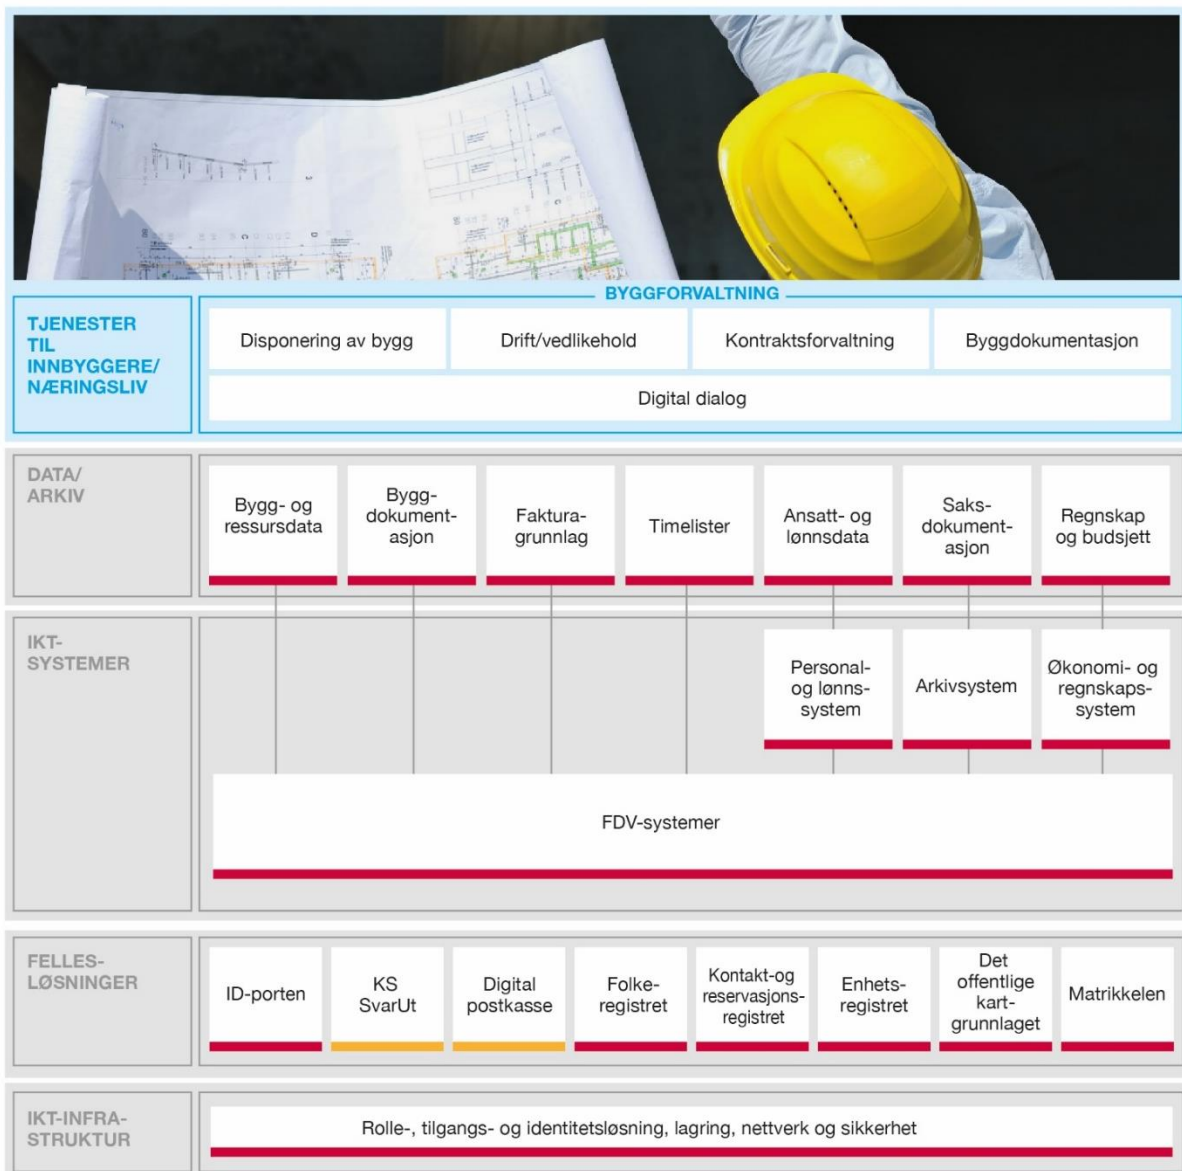 BYGGFORVALTNING
TJENESTER
TIL
INNBYGGERE/
NÆRINGSLIV
Disponering av bygg
Drift/vedlikehold
Kontraktsforvaltning
Byggdokumentasjon
Digital dialog
DATA/
ARKIV
Bygg- og
ressursdata
Bygg-
dokument-
asjon
Faktura-
grunnlag
Timelister
Ansatt- og
lønnsdata
Saks-
dokument-
asjon
Regnskap
og budsjett
IKT-
SYSTEMER
Personal-
og lønns-
system
Arkivsystem
Økonomi- og
regnskaps-
system
FDV-systemer
FELLES-
LØSNINGER
ID-porten
KS
SvarUt
Digital
postkasse
Folke-
registret
Kontakt-og
reservasjons-
registret
Enhets-
registret
Det
offentlige
kart-
grunnlaget
Matrikkelen
IKT-INFRA-
STRUKTUR
Rolle-, tilgangs- og identitetsløsning, lagring, nettverk og sikkerhet